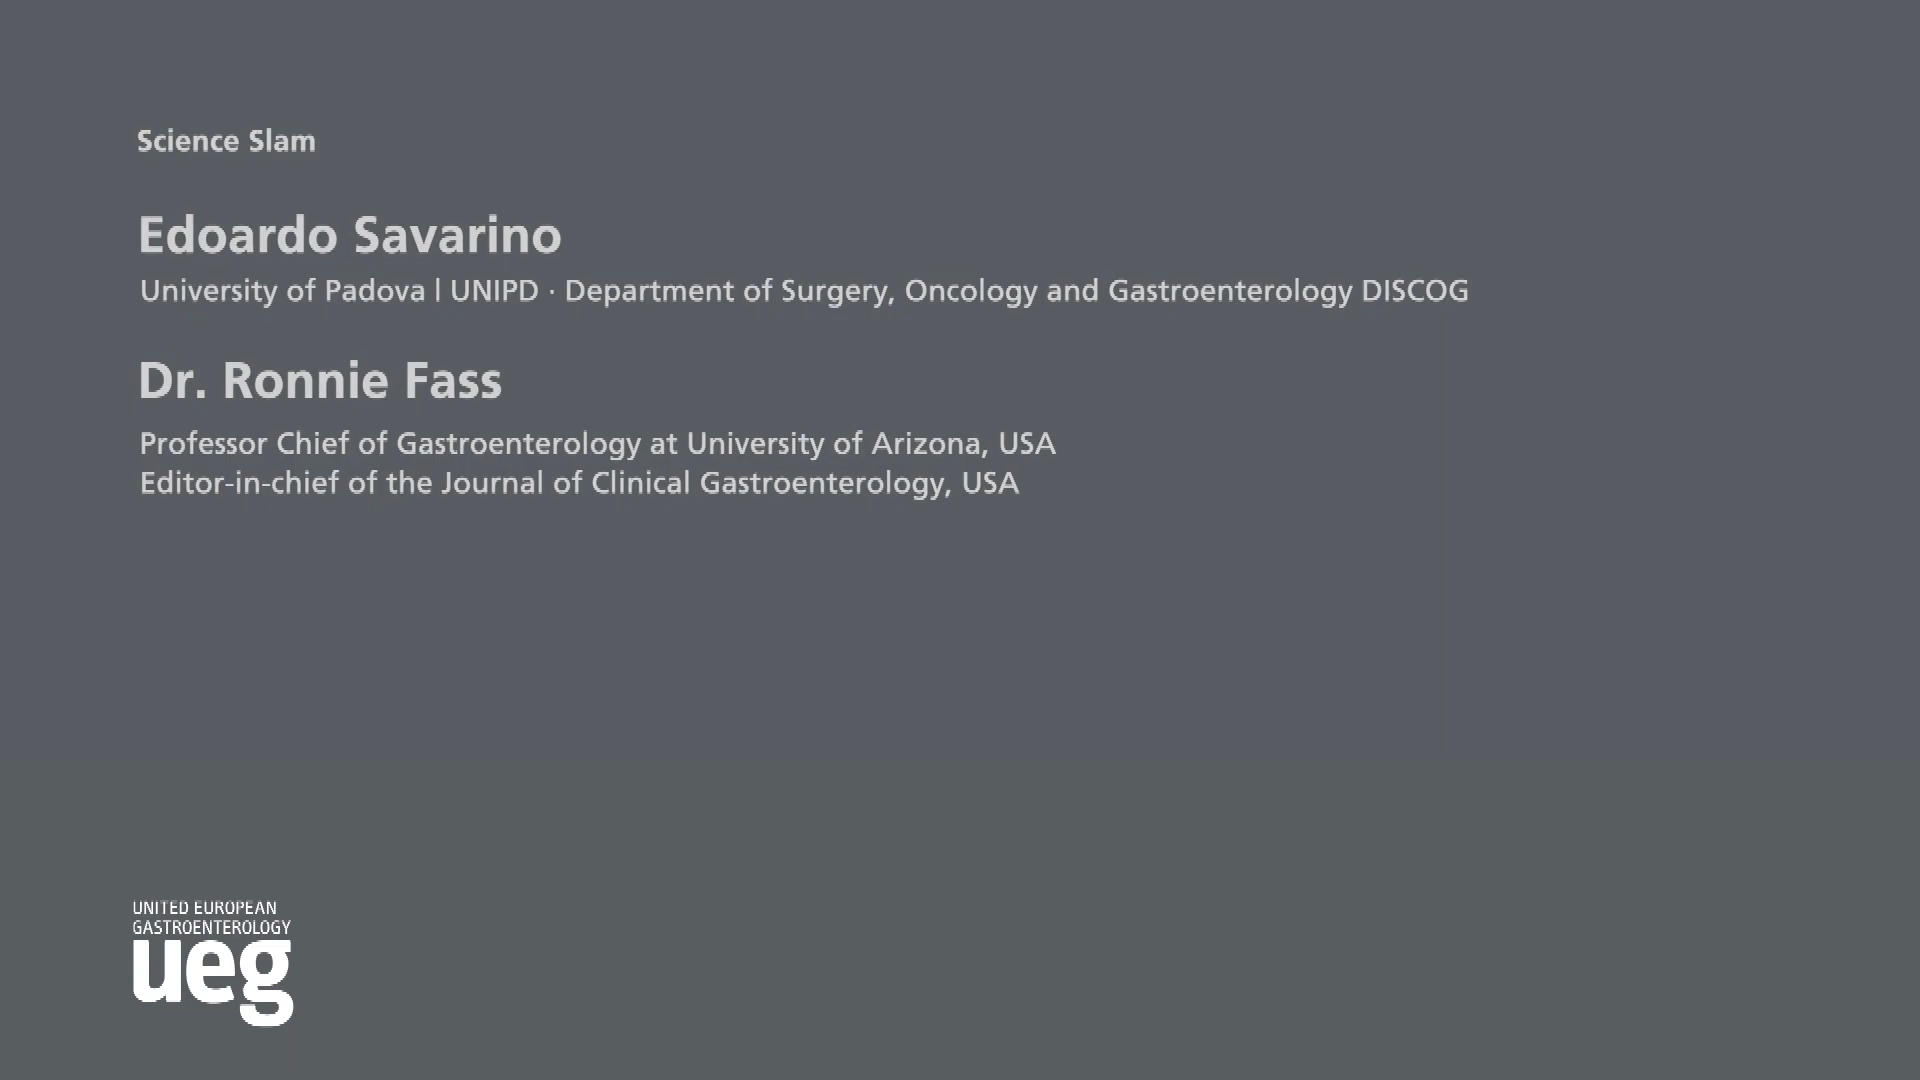 Science Slam
Edoardo Savarino
University of Padova | UNIPD · Department of Surgery, Oncology and Gastroenterology DISCOG
Dr. Ronnie Fass
Professor Chief of Gastroenterology at University of Arizona, USA
Editor-in-chief of the Journal of Clinical Gastroenterology, USA
UNITED EUROPEAN
GASTROENTEROLOGY
ueg